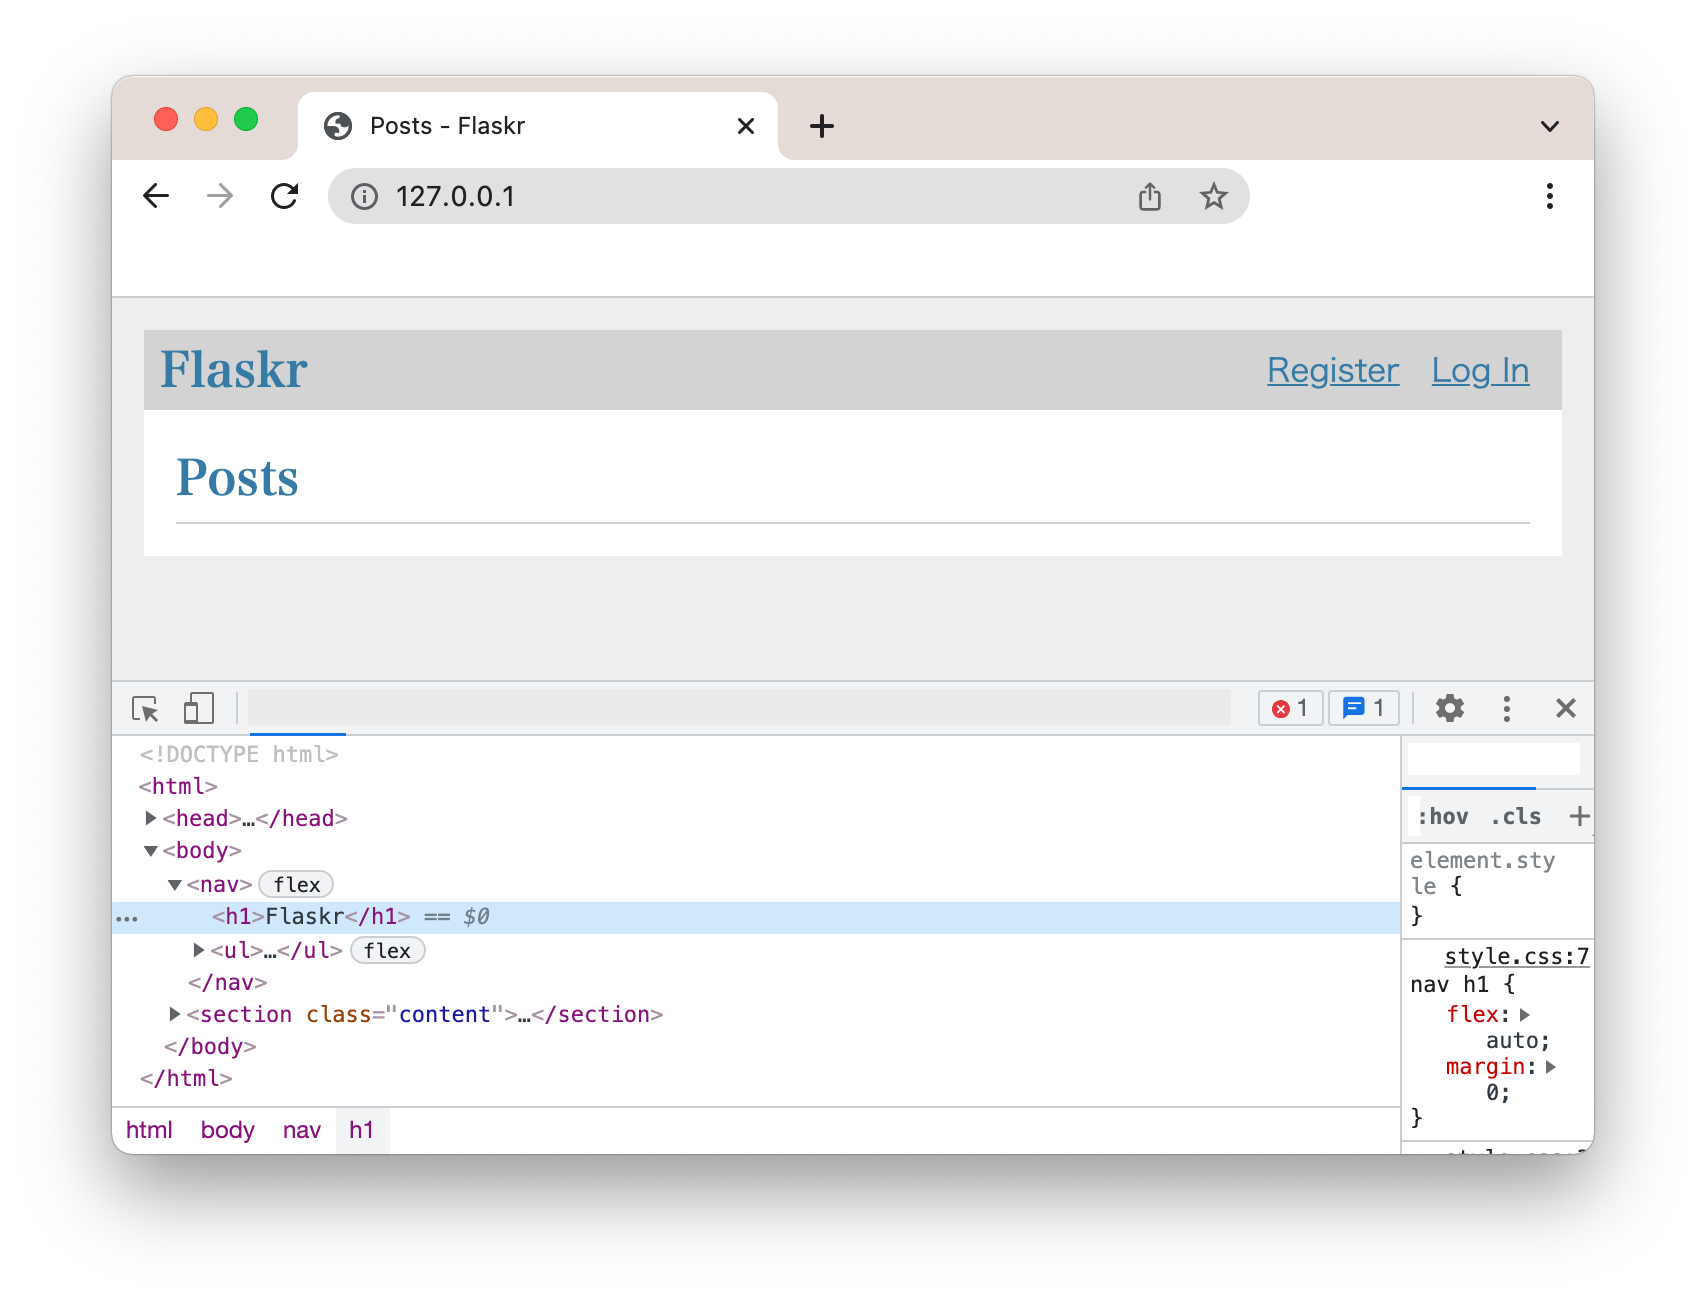 Posts - Flaskr
127.0.0.1
Flaskr
Register Log In
Posts
1 1
<!DOCTYPE html>
<html>
<head>…</head>
<body>
<nav> flex
<h1>Flaskr</h1> == $0
<ul>…</ul> flex
</nav>
<section class="content">…</section>
</body>
</html>
html body nav h1
:hov .cls
element.sty
le {
}
style.css:7
nav h1 {
flex:
auto;
margin:
0;
}